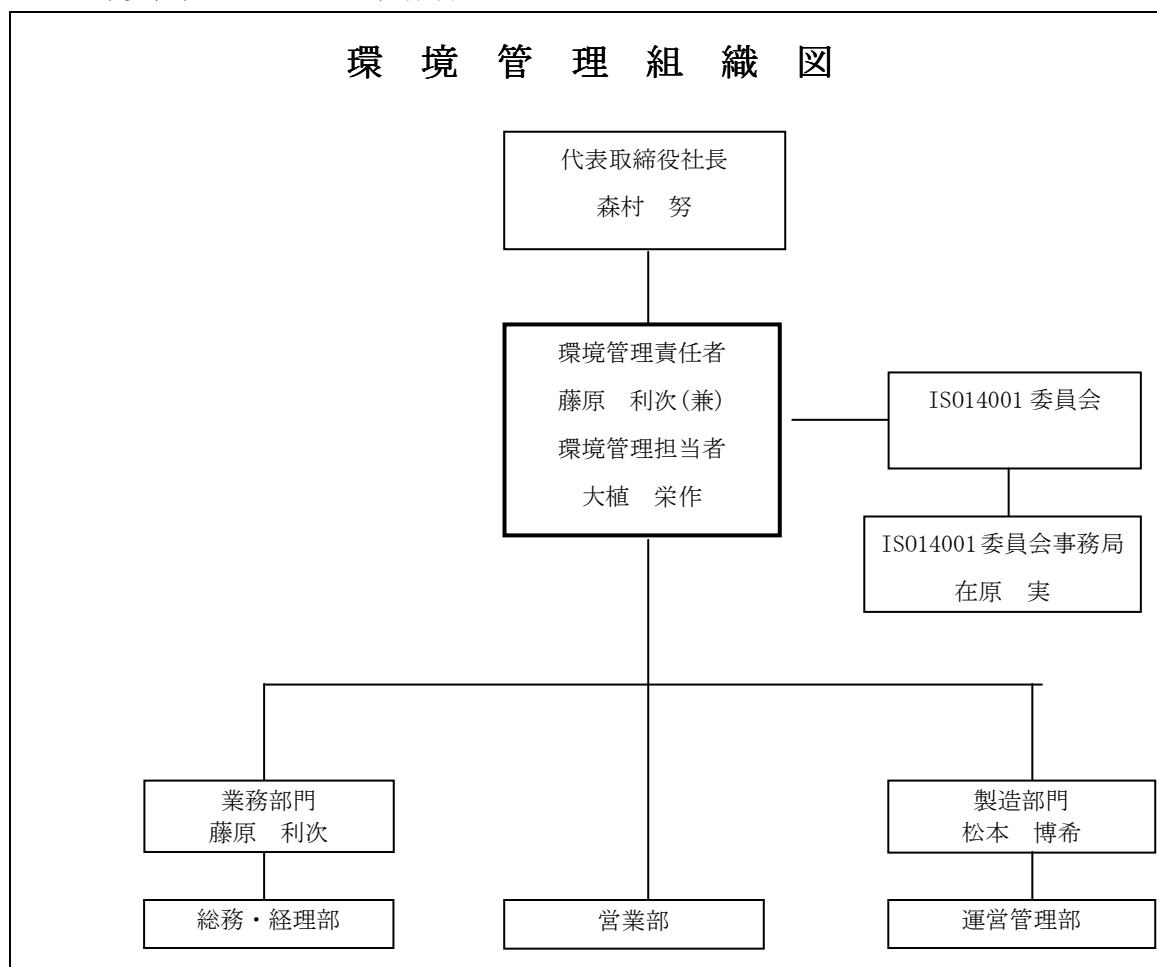 環 境 管 理 組 織 図
代表取締役社長
森村　努
環境管理責任者
藤原　利次(兼)
環境管理担当者
大植　栄作
ISO14001 委員会
ISO14001 委員会事務局
在原　実
業務部門
藤原　利次
製造部門
松本　博希
総務・経理部
営業部
運営管理部